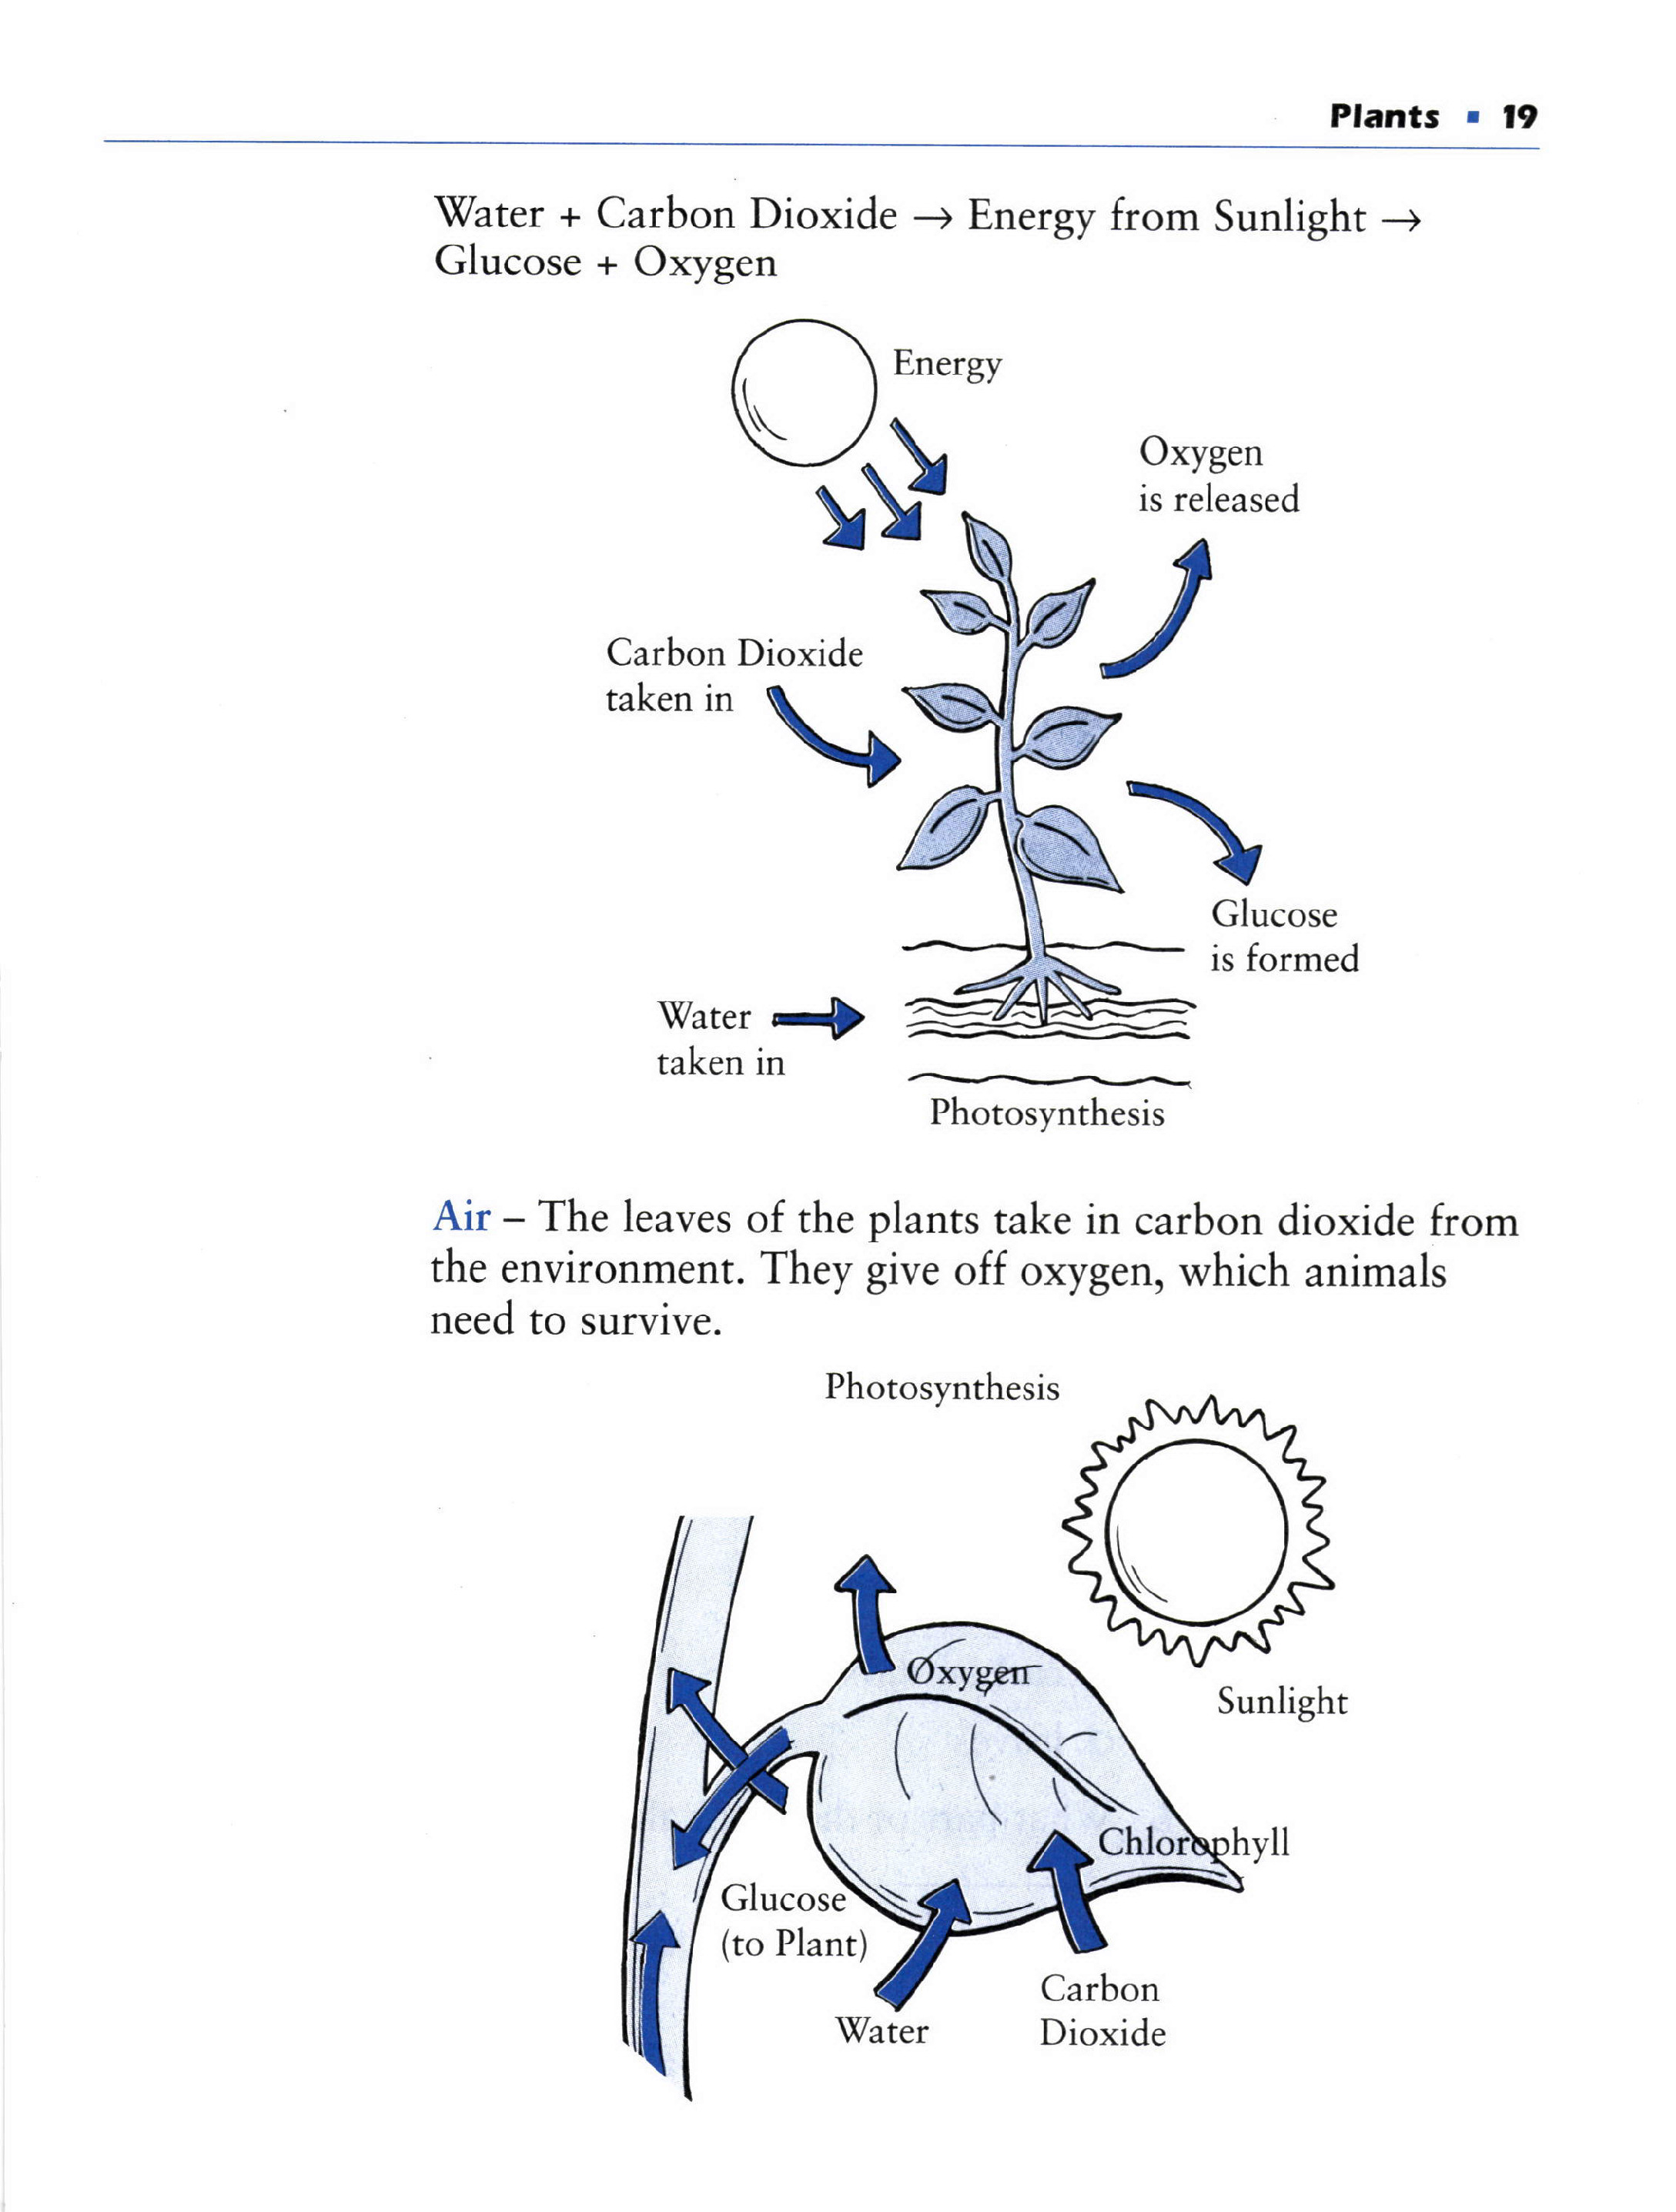 Plants ▪ 19
Water + Carbon Dioxide → Energy from Sunlight →
Glucose + Oxygen
Energy
Oxygen
is released
Carbon Dioxide
taken in
Glucose
is formed
Water
taken in
Photosynthesis
Air – The leaves of the plants take in carbon dioxide from
the environment. They give off oxygen, which animals
need to survive.
Photosynthesis
Oxygen
Sunlight
Chlorophyll
Glucose
(to Plant)
Water
Carbon
Dioxide